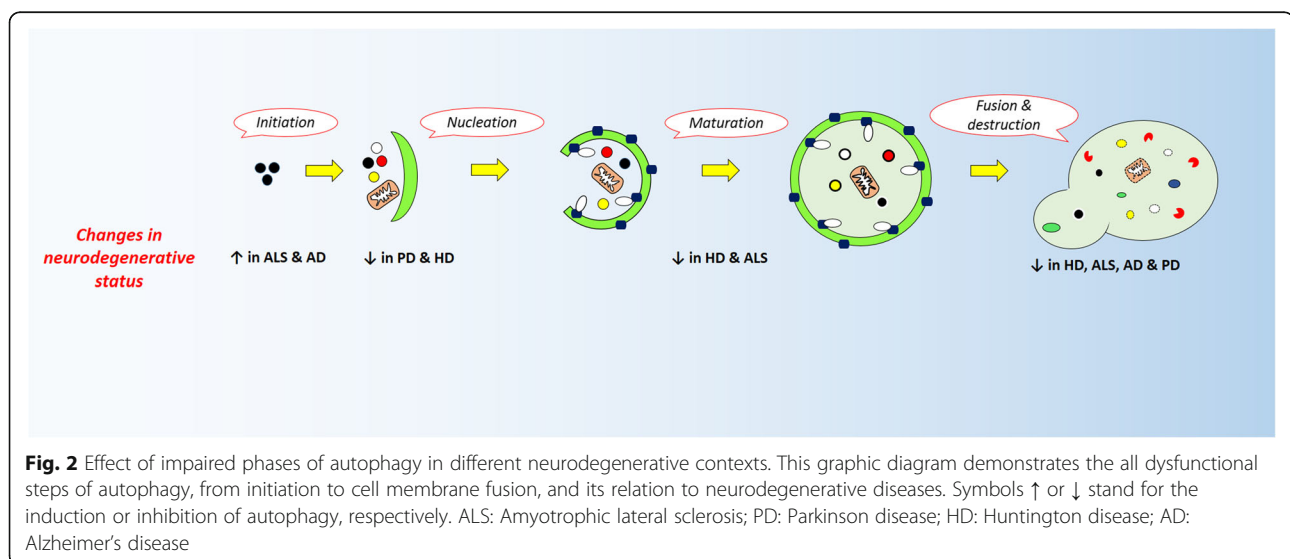 Initiation
Nucleation
Maturation
Fusion &
destruction
Changes in
neurodegenerative
status
↑ in ALS & AD
↓ in PD & HD
↓ in HD & ALS
↓ in HD, ALS, AD & PD
Fig. 2 Effect of impaired phases of autophagy in different neurodegenerative contexts. This graphic diagram demonstrates the all dysfunctional
steps of autophagy, from initiation to cell membrane fusion, and its relation to neurodegenerative diseases. Symbols ↑ or ↓ stand for the
induction or inhibition of autophagy, respectively. ALS: Amyotrophic lateral sclerosis; PD: Parkinson disease; HD: Huntington disease; AD:
Alzheimer's disease